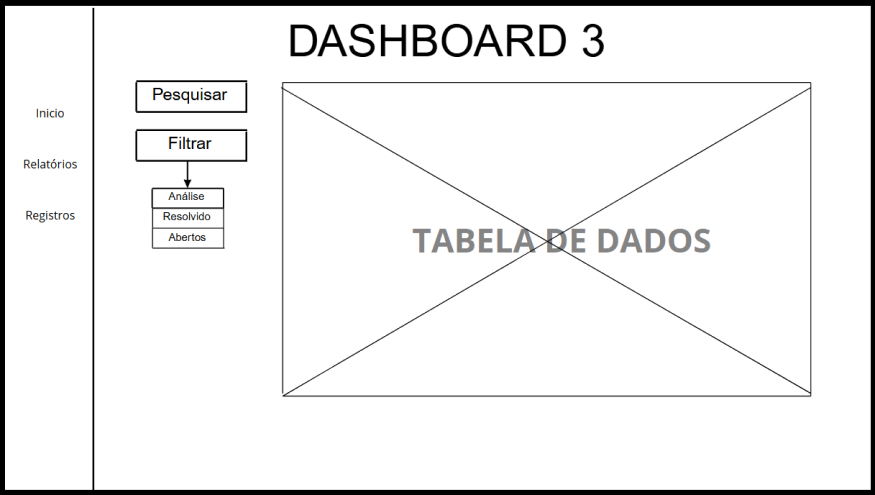 DASHBOARD 3
Inicio
Relatórios
Registros
Pesquisar
Filtrar
Análise
Resolvido
Abertos
TABELA DE DADOS